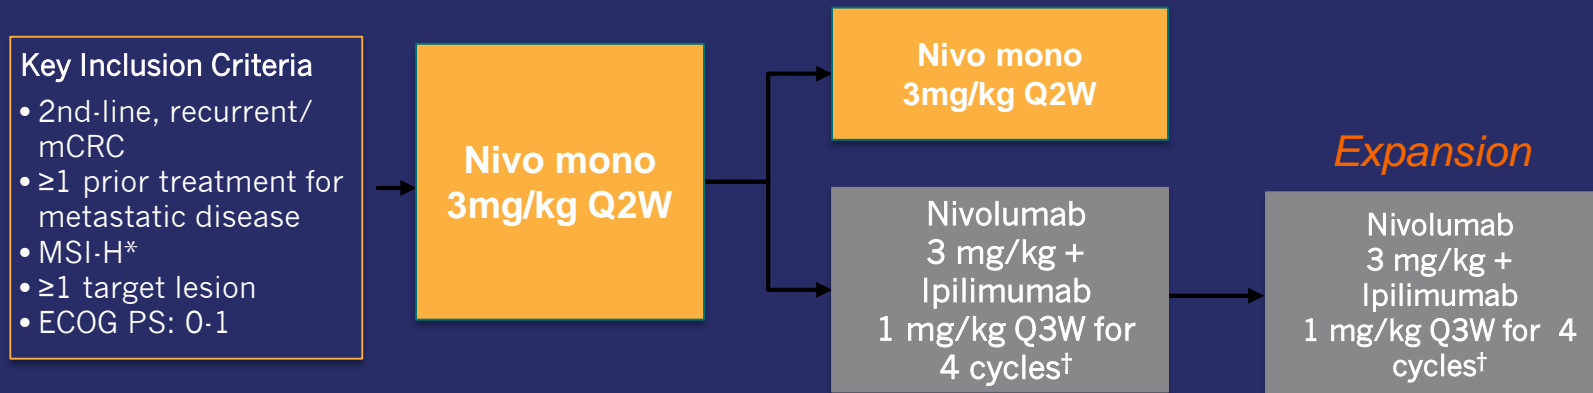 Key Inclusion Criteria
• 2nd-line, recurrent/
mCRC
• ≥1 prior treatment for
metastatic disease
• MSI-H*
• ≥1 target lesion
• ECOG PS: 0-1
Nivo mono
3mg/kg Q2W
Nivo mono
3mg/kg Q2W
Nivolumab
3 mg/kg +
Ipilimumab
1 mg/kg Q3W for
4 cycles†
Expansion
Nivolumab
3 mg/kg +
Ipilimumab
1 mg/kg Q3W for 4
cycles†